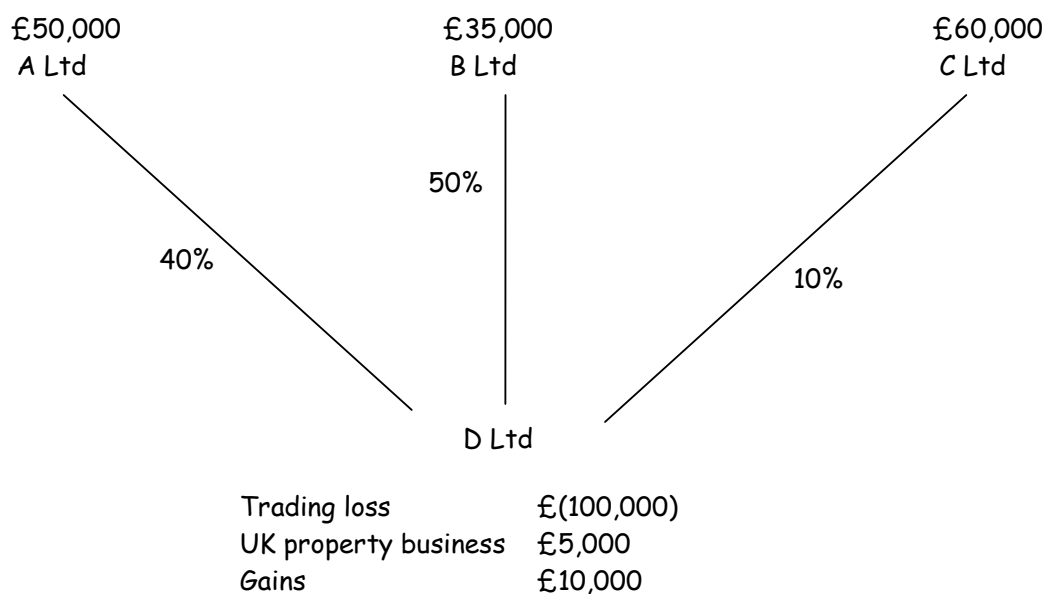 £50,000 £35,000 £60,000
A Ltd B Ltd C Ltd
50%
40%
10%
D Ltd
Trading loss £(100,000)
UK property business £5,000
Gains £10,000